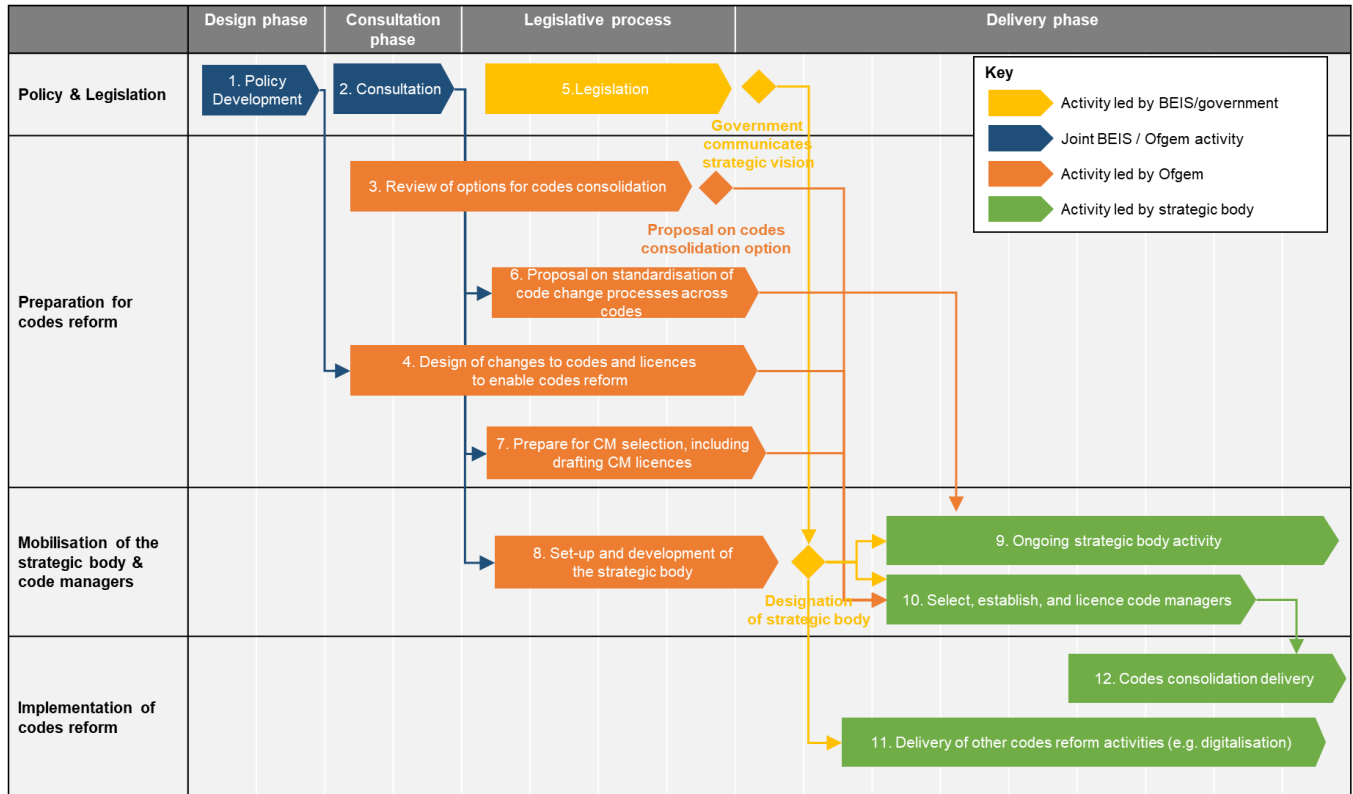 Design phase
Consultation
phase
Legislative process
Delivery phase
Policy & Legislation
1. Policy
Development
2. Consultation
5.Legislation
Government
communicates
strategic vision
Key
Activity led by BEIS/government
Joint BEIS / Ofgem activity
Activity led by Ofgem
Activity led by strategic body
Preparation for
codes reform
3. Review of options for codes consolidation
Proposal on codes
consolidation option
6. Proposal on standardisation of
code change processes across
codes
4. Design of changes to codes and licences
to enable codes reform
7. Prepare for CM selection, including
drafting CM licences
Mobilisation of the
strategic body &
code managers
8. Set-up and development of
the strategic body
Designation
of strategic body
9. Ongoing strategic body activity
10. Select, establish, and licence code managers
Implementation of
codes reform
12. Codes consolidation delivery
11. Delivery of other codes reform activities (e.g. digitalisation)